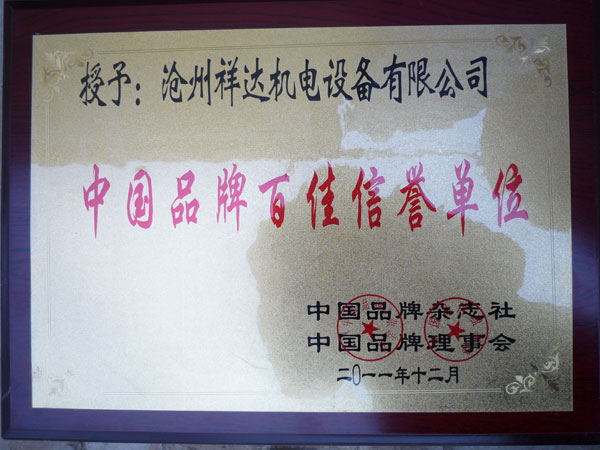 授予：沧州祥达机电设备有限公司
中国品牌百佳信誉单位
中国品牌杂志社
中国品牌理事会
二〇一一年十二月